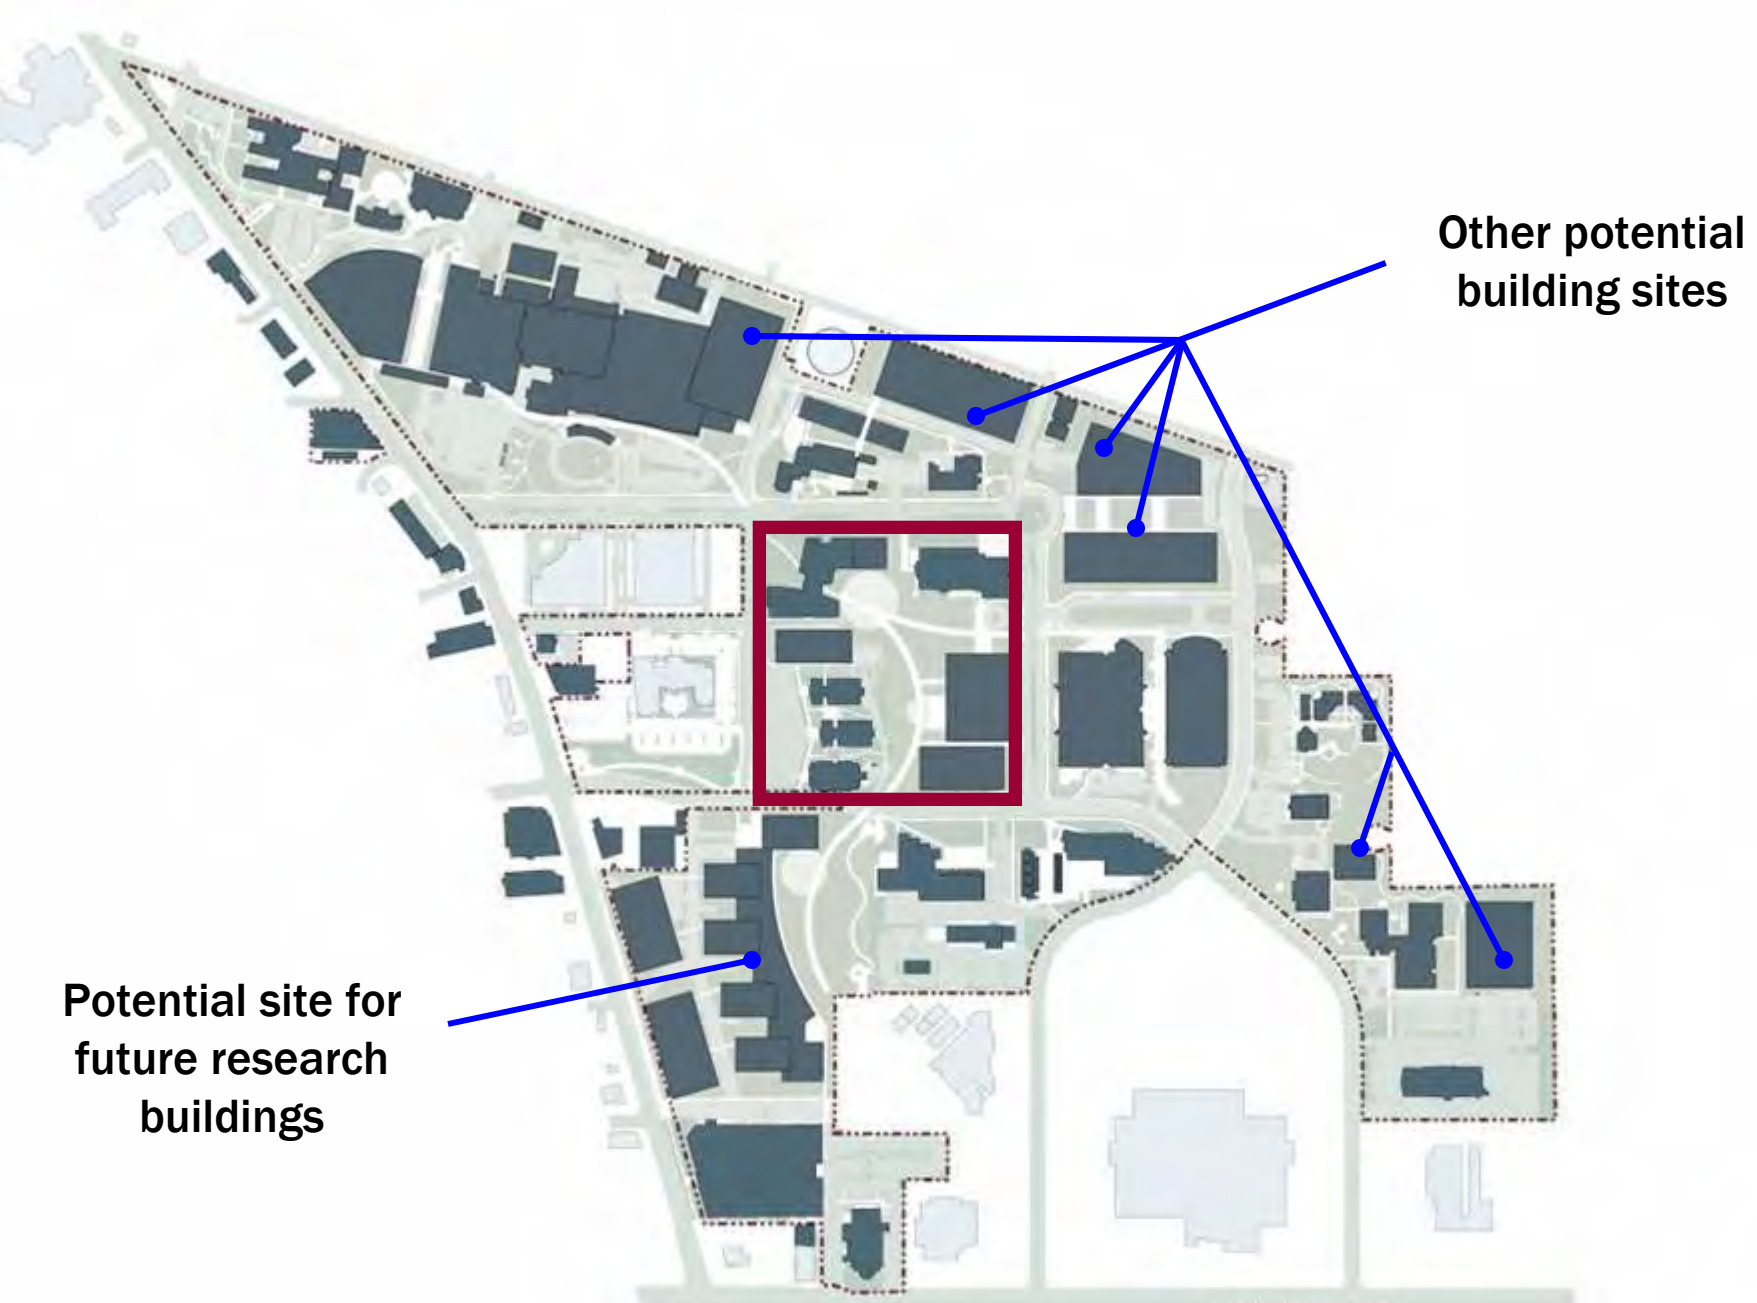 Other potential
building sites
Potential site for
future research
buildings